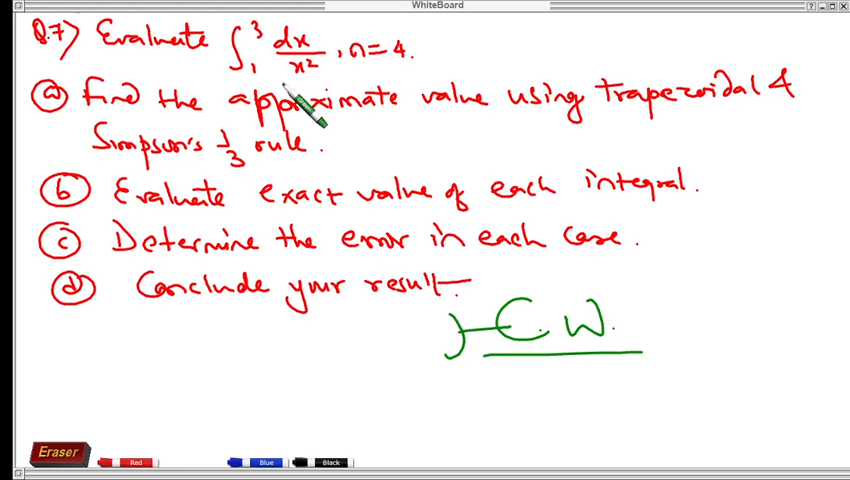 WhiteBoard
Q.7) Evaluate ∫₁³ dx/x² , n = 4.
(a) Find the approximate value using trapezoidal &
Simpson's 1/3 rule.
(b) Evaluate exact value of each integral.
(c) Determine the error in each case.
(d) Conclude your result.
H.W.
Eraser
Red
Blue
Black